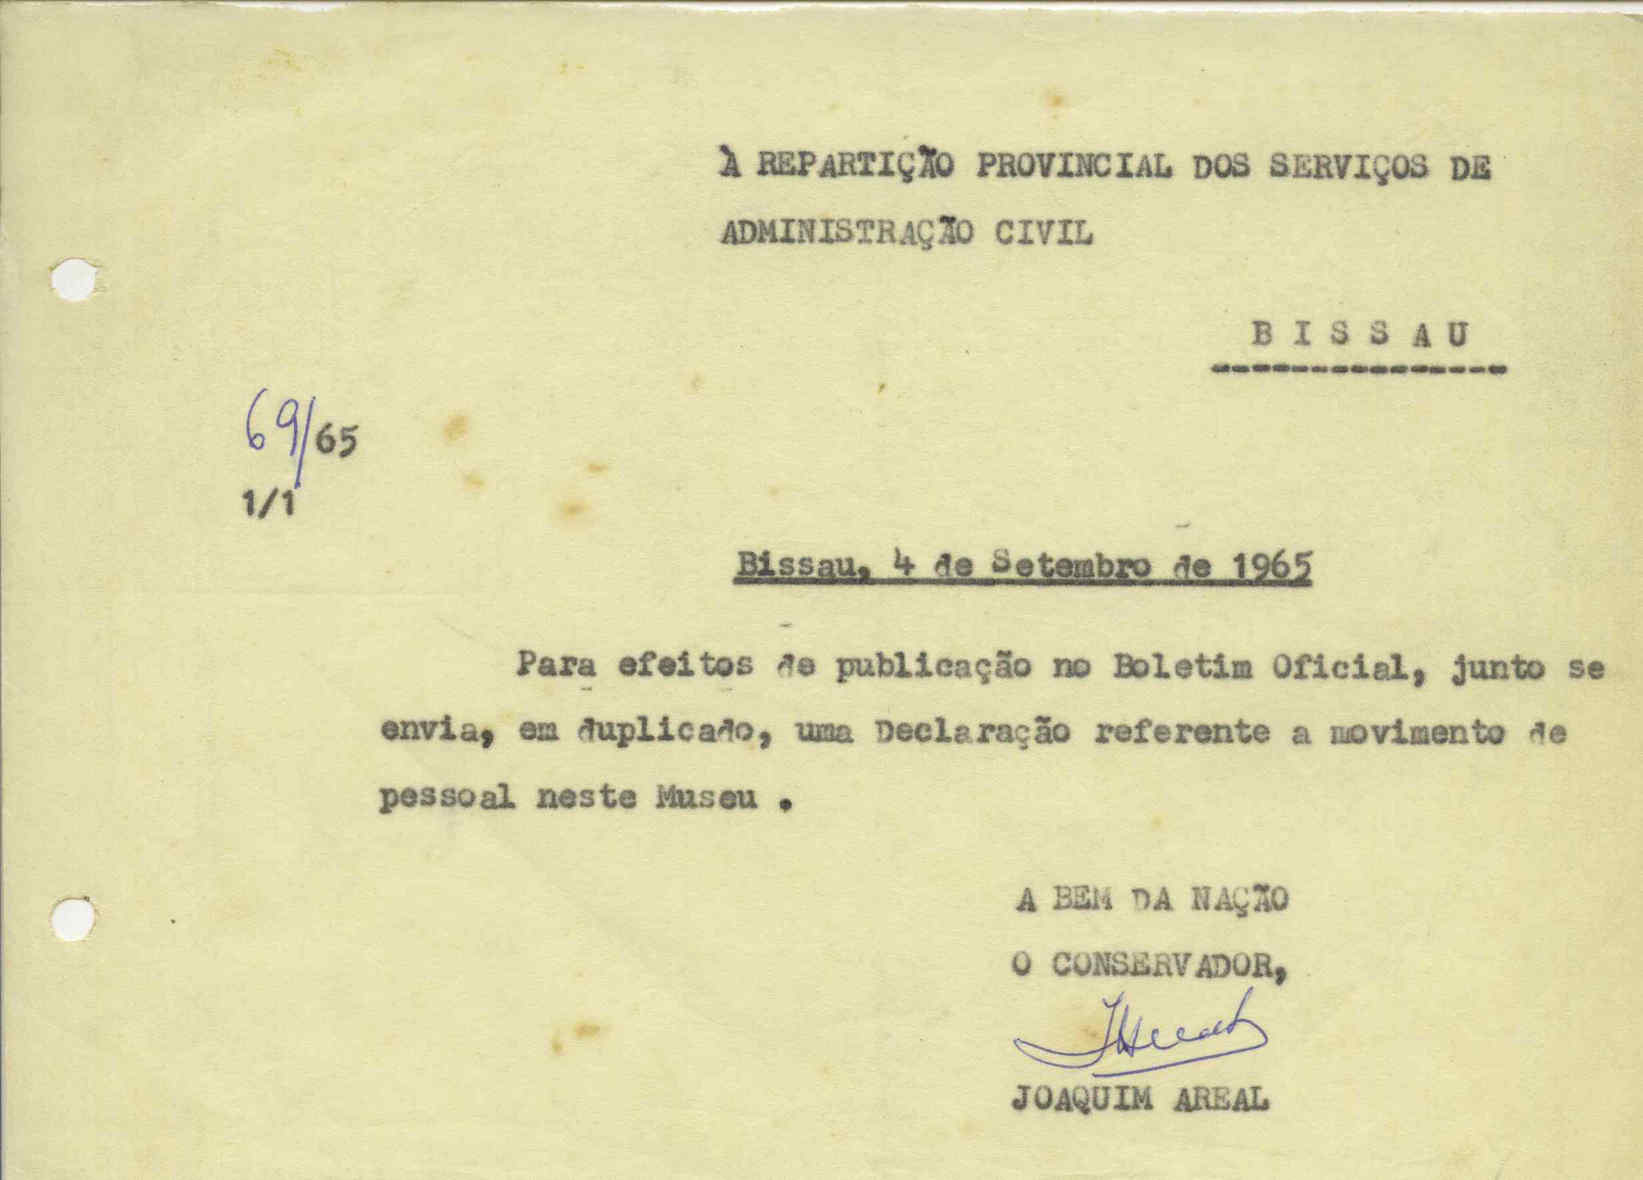 À REPARTIÇÃO PROVINCIAL DOS SERVIÇOS DE
ADMINISTRAÇÃO CIVIL
B I S S A U
69/65
1/1
Bissau, 4 de Setembro de 1965
Para efeitos de publicação no Boletim Oficial, junto se
envia, em duplicado, uma Declaração referente a movimento de
pessoal neste Museu .
A BEM DA NAÇÃO
O CONSERVADOR,
JOAQUIM AREAL